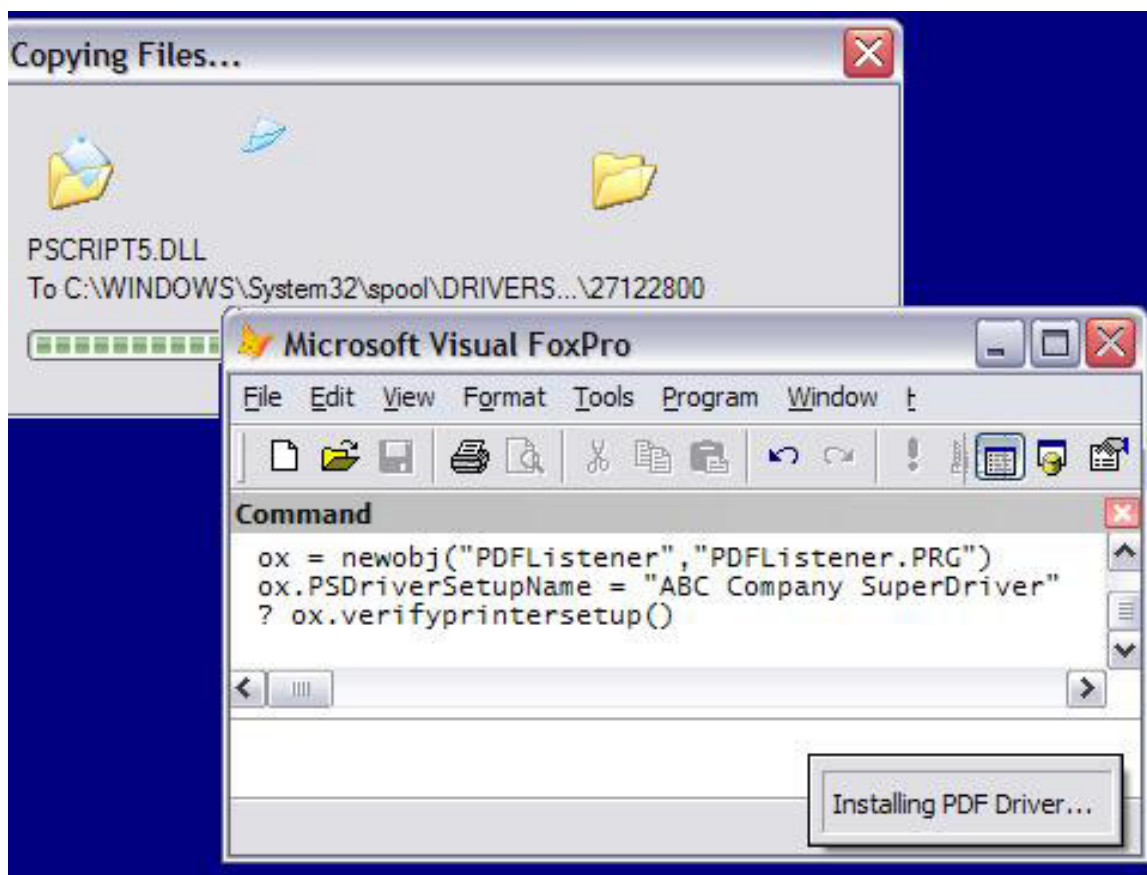 Copying Files...
PSCRIPT5.DLL
To C:\WINDOWS\System32\spool\DRIVERS...\27122800
Microsoft Visual FoxPro
File Edit View Format Tools Program Window
Command
ox = newobj("PDFListener","PDFListener.PRG")
ox.PSDriverSetupName = "ABC Company SuperDriver"
? ox.verifyprintersetup()
Installing PDF Driver...